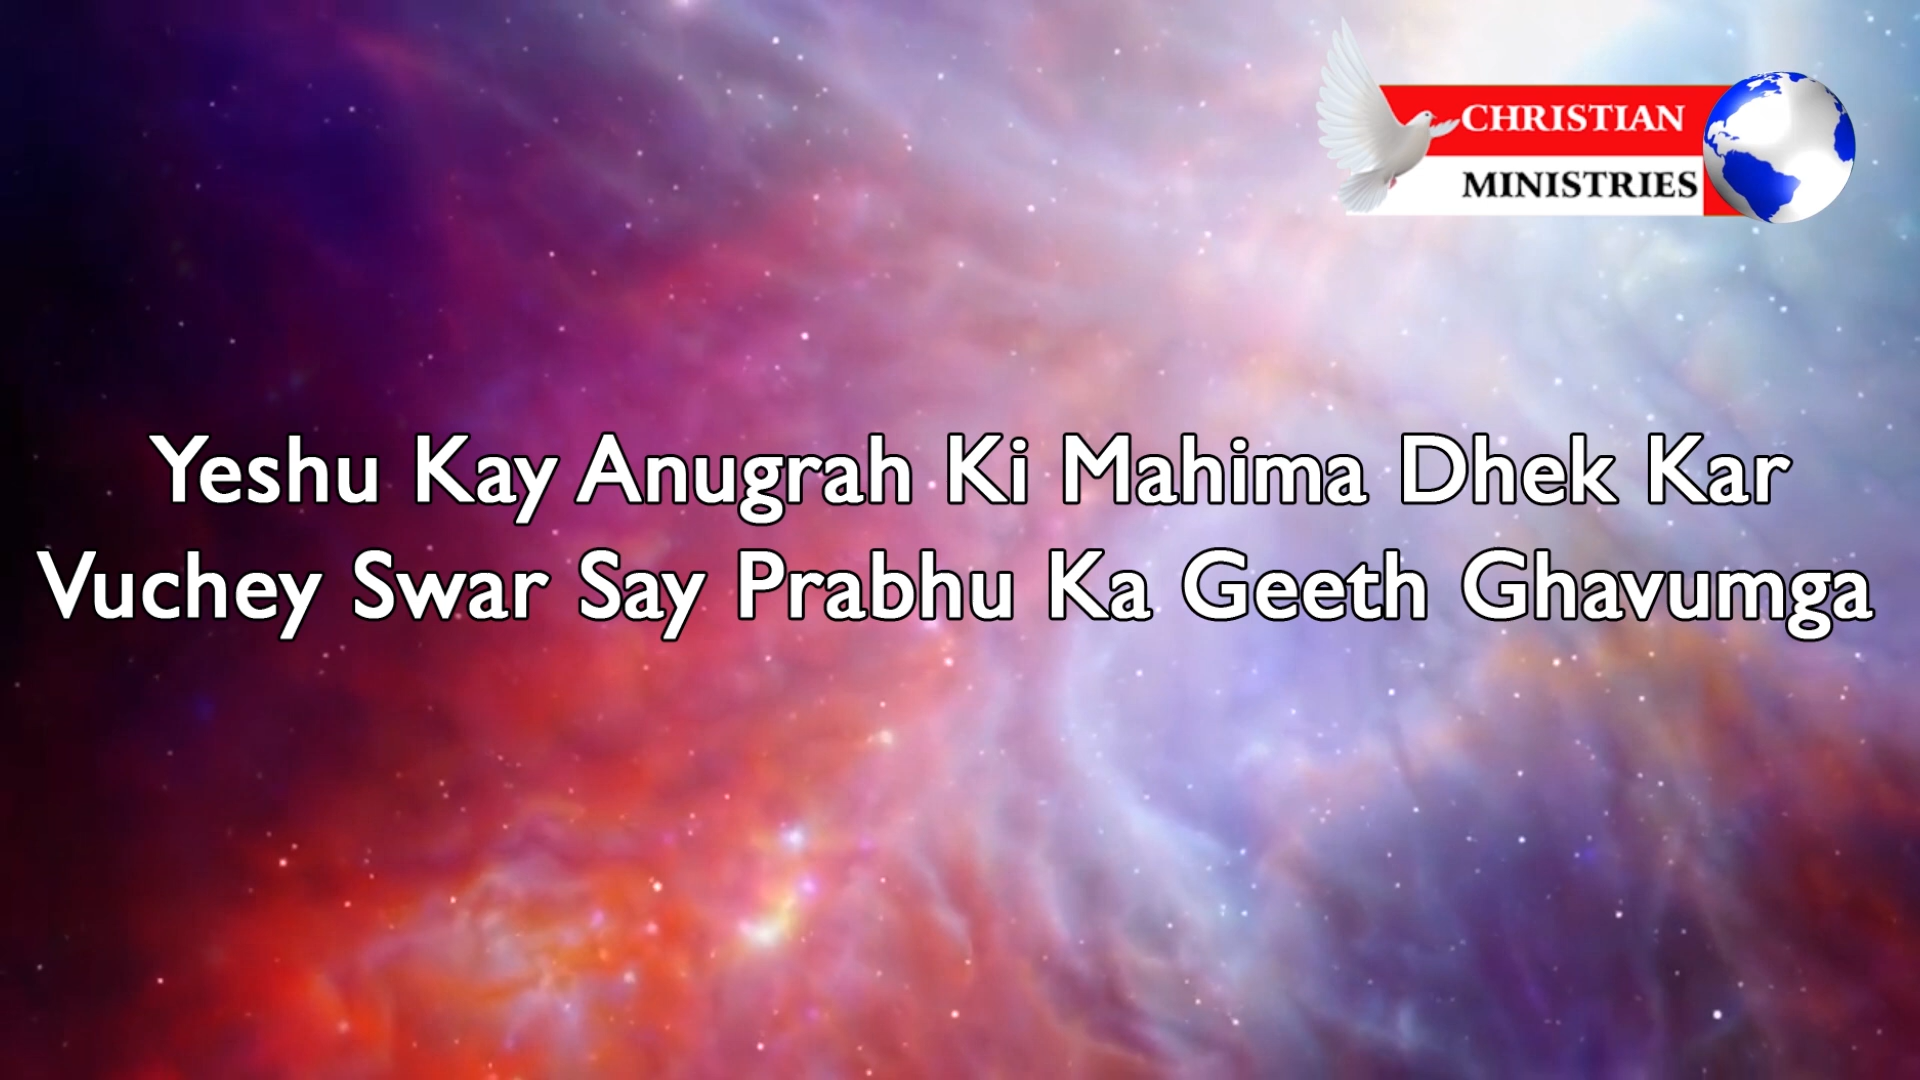 CHRISTIAN
MINISTRIES
Yeshu Kay Anugrah Ki Mahima Dhek Kar
Vuchey Swar Say Prabhu Ka Geeth Ghavumga